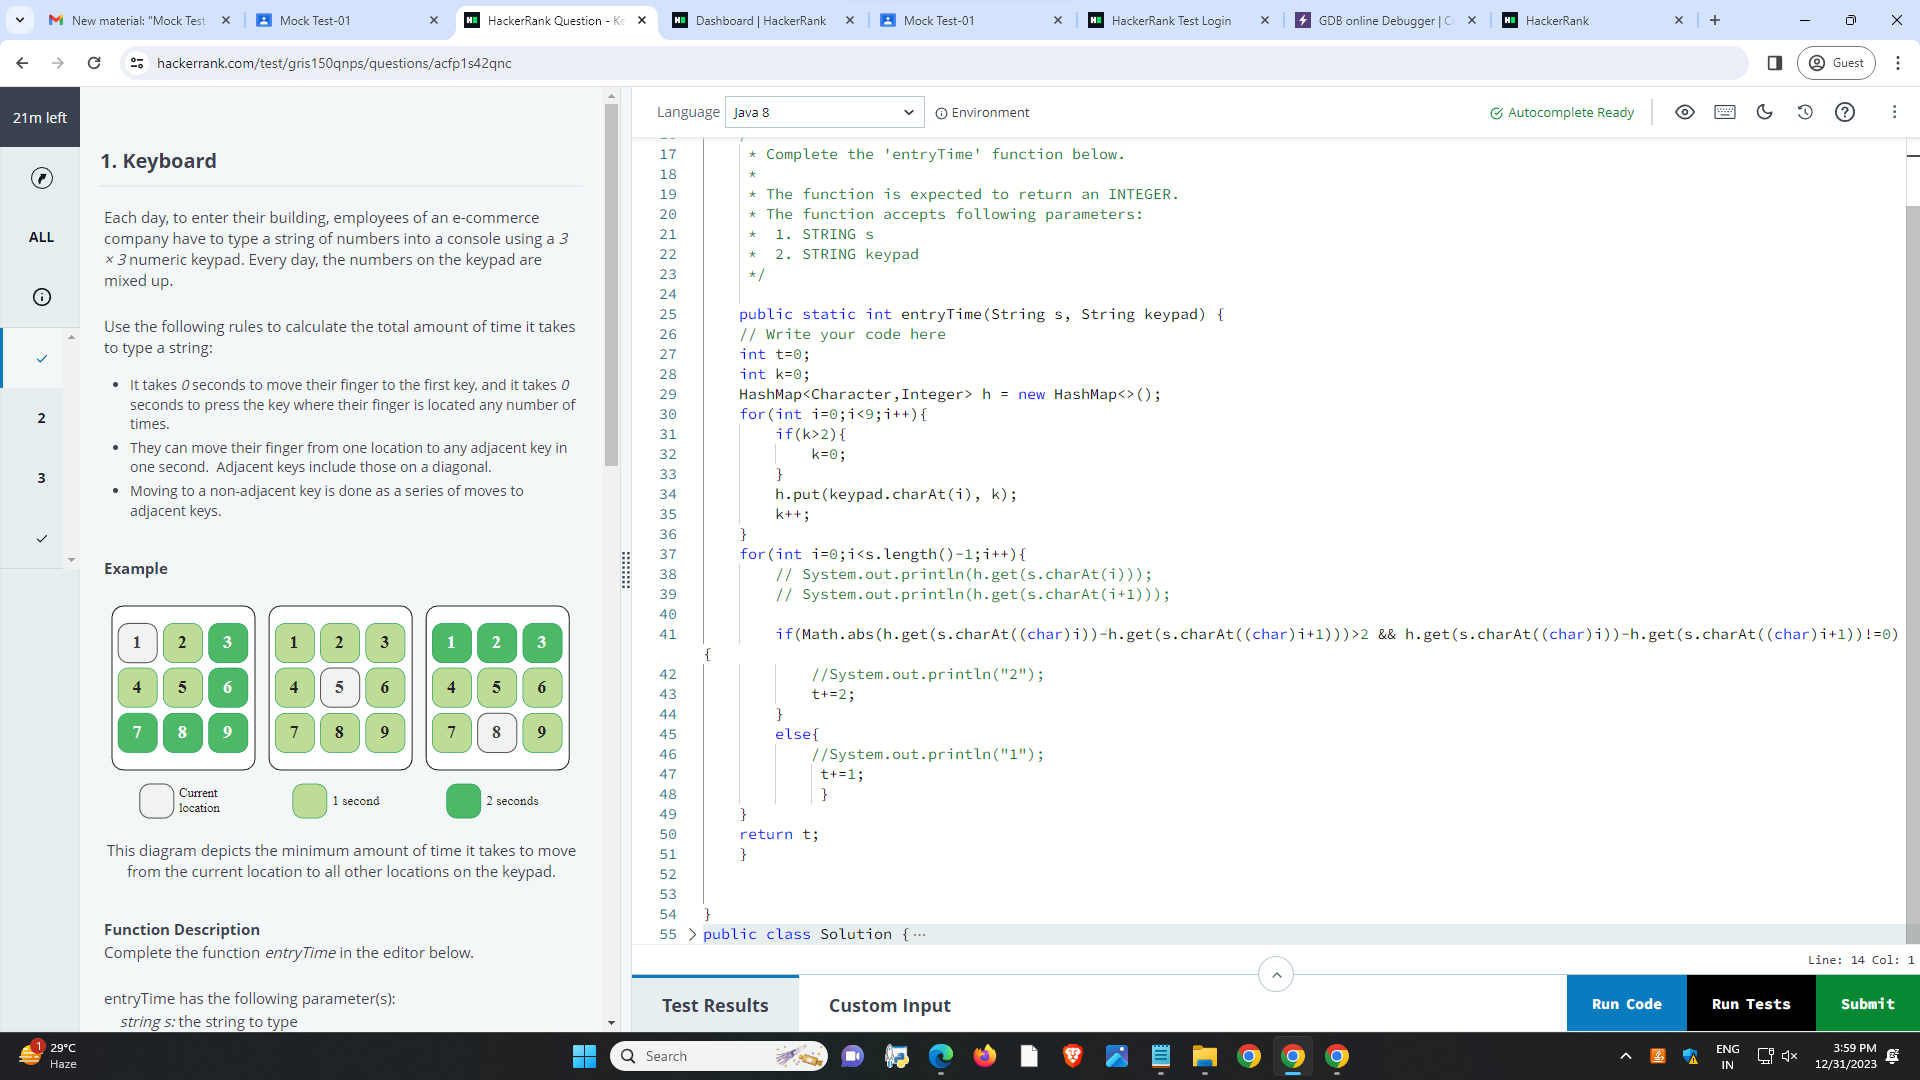 New material: "Mock Test
Mock Test-01
HackerRank Question - Ke
Dashboard | HackerRank
Mock Test-01
HackerRank Test Login
GDB online Debugger | C
HackerRank
hackerrank.com/test/gris150qnps/questions/acfp1s42qnc
Guest
21m left
ALL
2
3
1. Keyboard
Each day, to enter their building, employees of an e-commerce
company have to type a string of numbers into a console using a 3
× 3 numeric keypad. Every day, the numbers on the keypad are
mixed up.
Use the following rules to calculate the total amount of time it takes
to type a string:
• It takes 0 seconds to move their finger to the first key, and it takes 0
seconds to press the key where their finger is located any number of
times.
• They can move their finger from one location to any adjacent key in
one second. Adjacent keys include those on a diagonal.
• Moving to a non-adjacent key is done as a series of moves to
adjacent keys.
Example
1 2 3 1 2 3 1 2 3
4 5 6 4 5 6 4 5 6
7 8 9 7 8 9 7 8 9
Current
location
1 second
2 seconds
This diagram depicts the minimum amount of time it takes to move
from the current location to all other locations on the keypad.
Function Description
Complete the function entryTime in the editor below.
entryTime has the following parameter(s):
string s: the string to type
Language Java 8 Environment
Autocomplete Ready
17 * Complete the 'entryTime' function below.
18 *
19 * The function is expected to return an INTEGER.
20 * The function accepts following parameters:
21 * 1. STRING s
22 * 2. STRING keypad
23 */
24
25 public static int entryTime(String s, String keypad) {
26 // Write your code here
27 int t=0;
28 int k=0;
29 HashMap<Character,Integer> h = new HashMap<>();
30 for(int i=0;i<9;i++){
31 if(k>2){
32 k=0;
33 }
34 h.put(keypad.charAt(i), k);
35 k++;
36 }
37 for(int i=0;i<s.length()-1;i++){
38 // System.out.println(h.get(s.charAt(i)));
39 // System.out.println(h.get(s.charAt(i+1)));
40
41 if(Math.abs(h.get(s.charAt((char)i))-h.get(s.charAt((char)i+1)))>2 && h.get(s.charAt((char)i))-h.get(s.charAt((char)i+1))!=0)
{
42 //System.out.println("2");
43 t+=2;
44 }
45 else{
46 //System.out.println("1");
47 t+=1;
48 }
49 }
50 return t;
51 }
52
53
54 }
55 public class Solution { ...
Line: 14 Col: 1
Test Results
Custom Input
Run Code
Run Tests
Submit
1
29°C
Haze
Search
ENG
IN
3:59 PM
12/31/2023